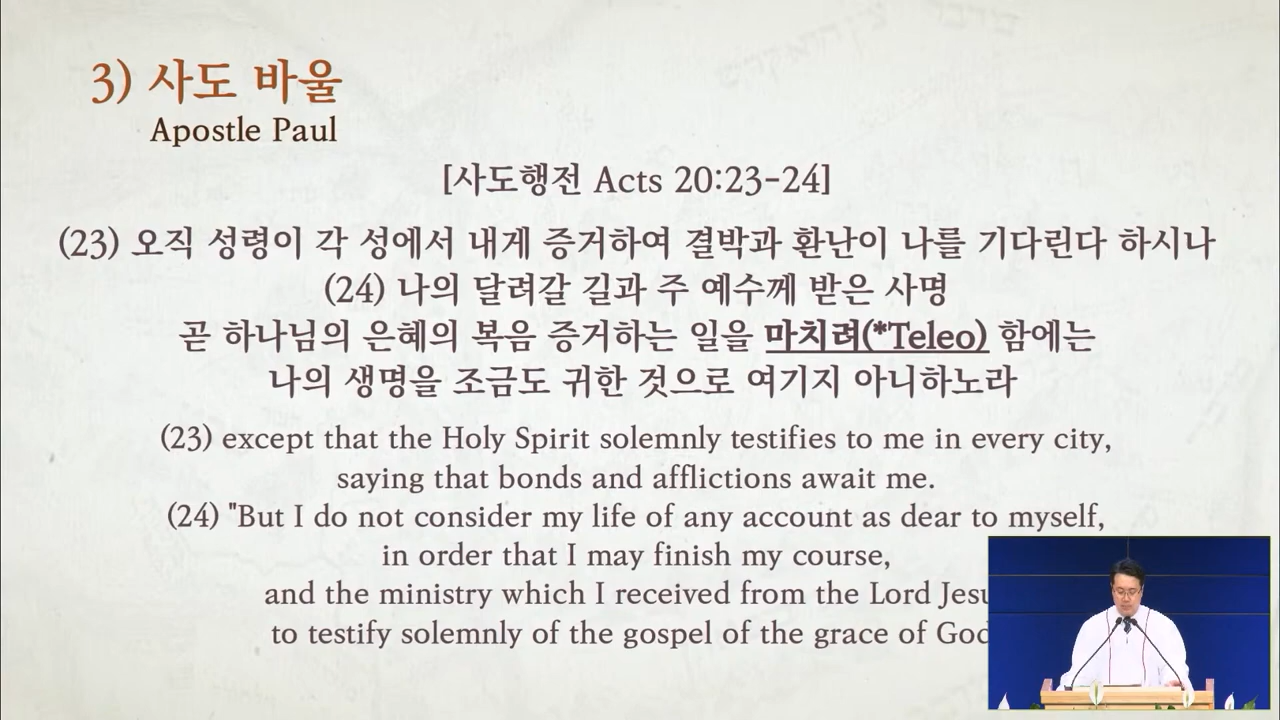 3) 사도 바울
Apostle Paul
[사도행전 Acts 20:23-24]
(23) 오직 성령이 각 성에서 내게 증거하여 결박과 환난이 나를 기다린다 하시나
(24) 나의 달려갈 길과 주 예수께 받은 사명
곧 하나님의 은혜의 복음 증거하는 일을 마치려(*Teleo) 함에는
나의 생명을 조금도 귀한 것으로 여기지 아니하노라
(23) except that the Holy Spirit solemnly testifies to me in every city,
saying that bonds and afflictions await me.
(24) "But I do not consider my life of any account as dear to myself,
in order that I may finish my course,
and the ministry which I received from the Lord
to testify solemnly of the gospel of the grace of